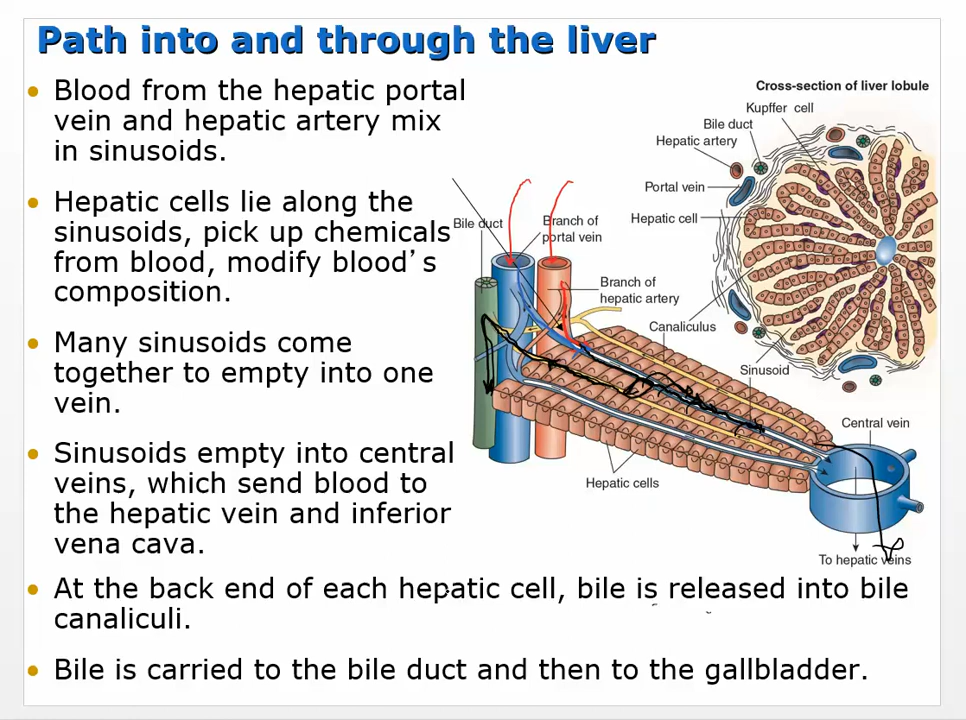 Path into and through the liver
Blood from the hepatic portal
vein and hepatic artery mix
in sinusoids.
Hepatic cells lie along the
sinusoids, pick up chemicals
from blood, modify blood's
composition.
Many sinusoids come
together to empty into one
vein.
Sinusoids empty into central
veins, which send blood to
the hepatic vein and inferior
vena cava.
At the back end of each hepatic cell, bile is released into bile
canaliculi.
Bile is carried to the bile duct and then to the gallbladder.
Cross-section of liver lobule
Kupffer cell
Bile duct
Hepatic artery
Portal vein
Hepatic cell
Bile duct
Branch of
portal vein
Branch of
hepatic artery
Canaliculus
Sinusoid
Central vein
Hepatic cells
To hepatic veins